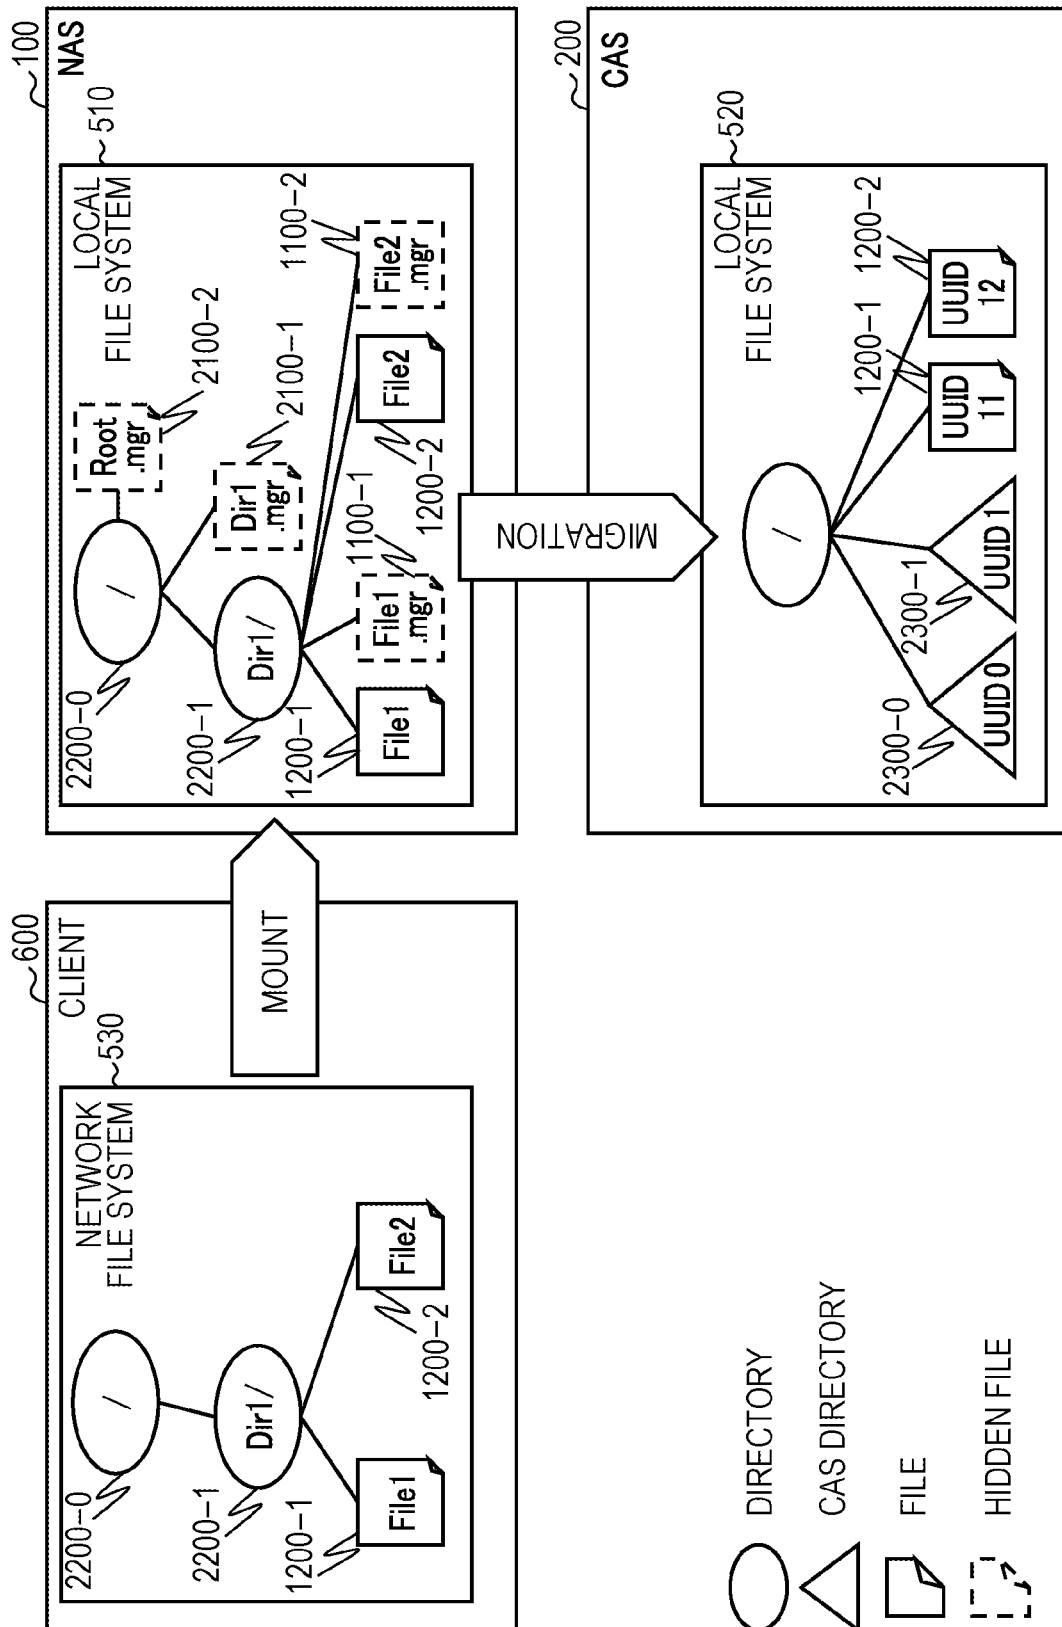 600
CLIENT
NETWORK
FILE SYSTEM
530
2200-0
/
2200-1
Dir1/
1200-1
File1
File2
1200-2
MOUNT
100
NAS
LOCAL
FILE SYSTEM
510
2200-0
/
Root
.mgr
2100-2
2200-1
Dir1/
Dir1
.mgr
2100-1
1200-1
File1
File1
.mgr
1100-1
File2
1200-2
File2
.mgr
1100-2
MIGRATION
200
CAS
LOCAL
FILE SYSTEM
520
/
2300-0
UUID 0
2300-1
UUID 1
1200-1
UUID
11
1200-2
UUID
12
DIRECTORY
CAS DIRECTORY
FILE
HIDDEN FILE